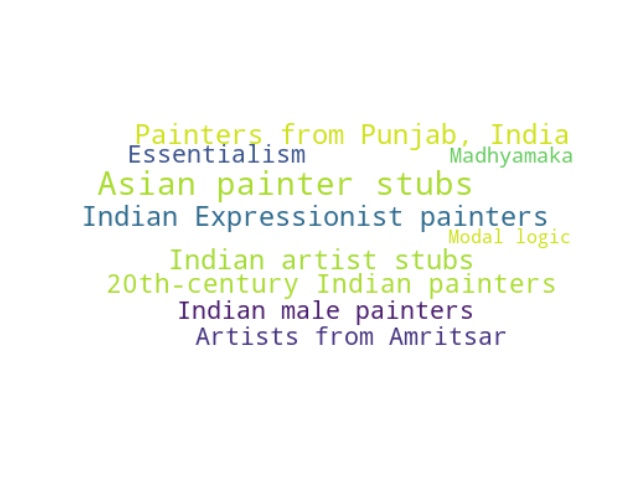 Painters from Punjab, India
Essentialism
Madhyamaka
Asian painter stubs
Indian Expressionist painters
Modal logic
Indian artist stubs
20th-century Indian painters
Indian male painters
Artists from Amritsar